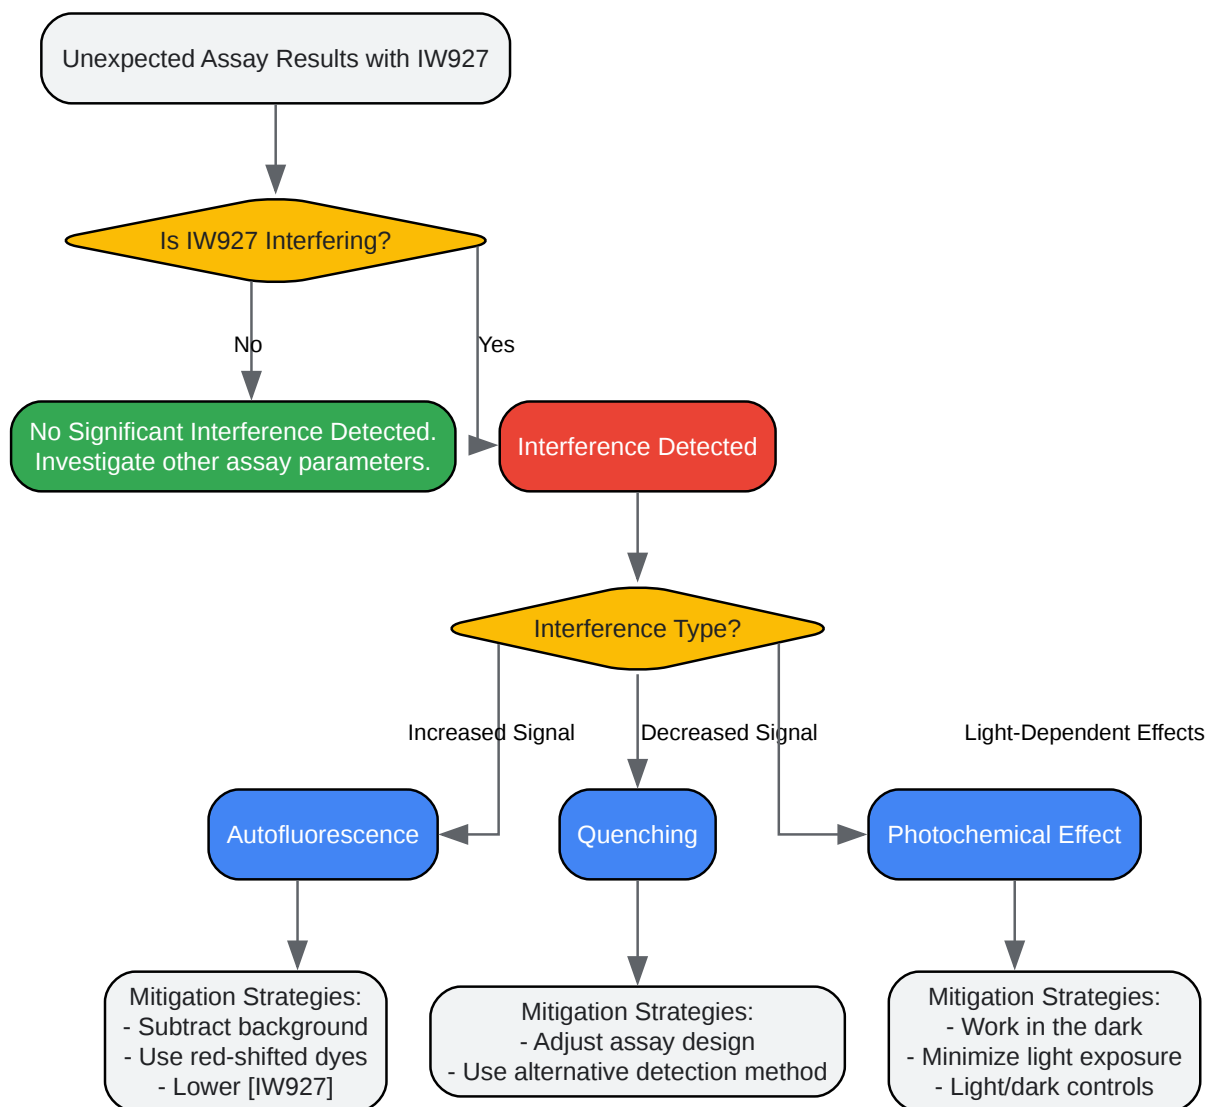 Unexpected Assay Results with IW927
Is IW927 Interfering?
No
Yes
No Significant Interference Detected.
Investigate other assay parameters.
Interference Detected
Interference Type?
Increased Signal
Decreased Signal
Light-Dependent Effects
Autofluorescence
Quenching
Photochemical Effect
Mitigation Strategies:
- Subtract background
- Use red-shifted dyes
- Lower [IW927]
Mitigation Strategies:
- Adjust assay design
- Use alternative detection method
Mitigation Strategies:
- Work in the dark
- Minimize light exposure
- Light/dark controls